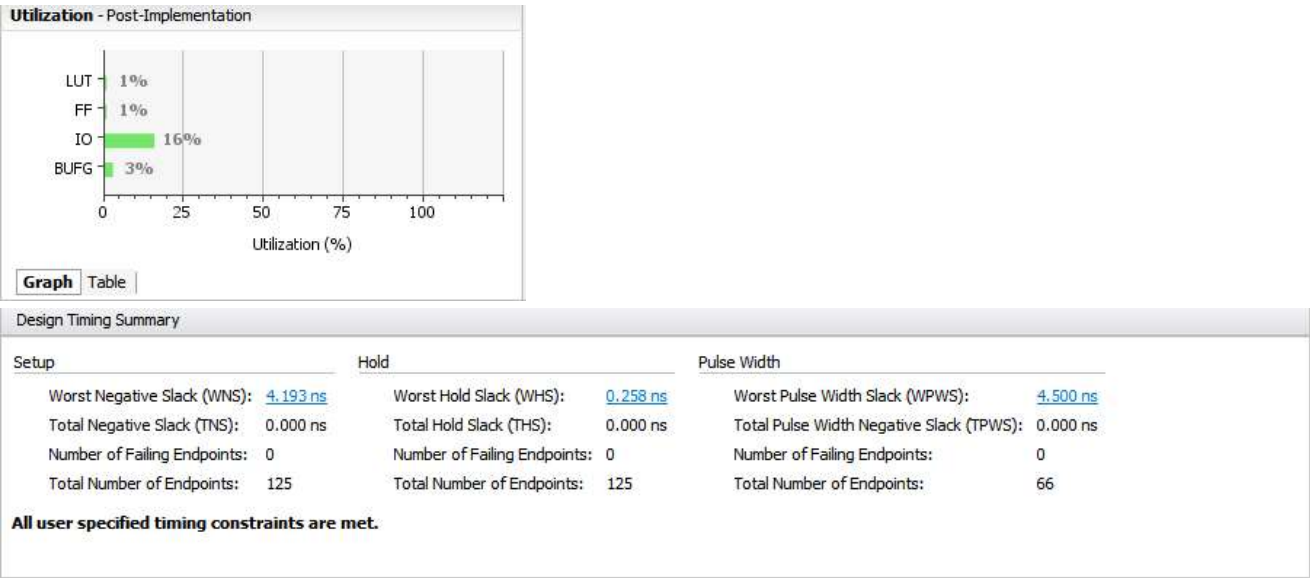 Utilization - Post-Implementation
LUT 1%
FF 1%
IO 16%
BUFG 3%
0 25 50 75 100
Utilization (%)
Graph Table
Design Timing Summary
Setup Hold Pulse Width
Worst Negative Slack (WNS): 4.193 ns Worst Hold Slack (WHS): 0.258 ns Worst Pulse Width Slack (WPWS): 4.500 ns
Total Negative Slack (TNS): 0.000 ns Total Hold Slack (THS): 0.000 ns Total Pulse Width Negative Slack (TPWS): 0.000 ns
Number of Failing Endpoints: 0 Number of Failing Endpoints: 0 Number of Failing Endpoints: 0
Total Number of Endpoints: 125 Total Number of Endpoints: 125 Total Number of Endpoints: 66
All user specified timing constraints are met.